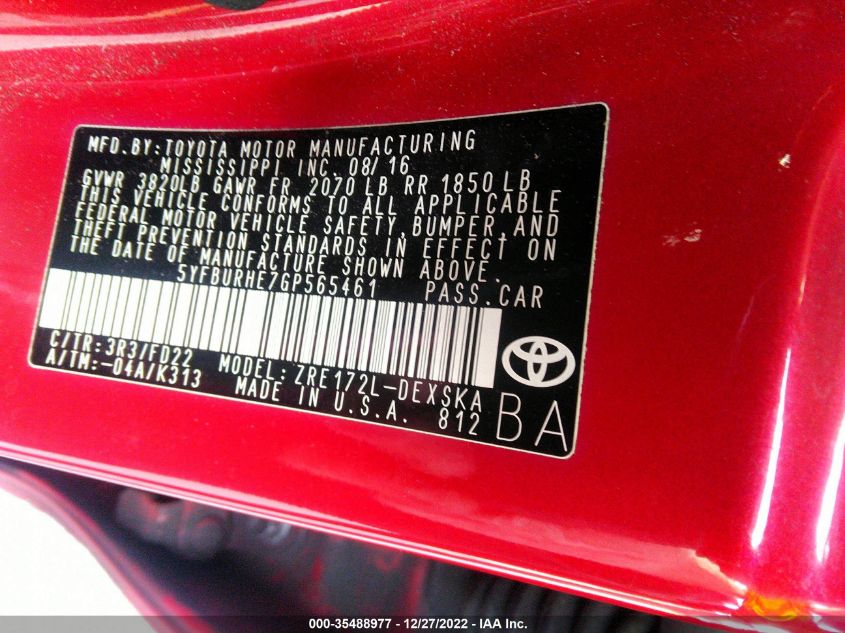 MFD. BY: TOYOTA MOTOR MANUFACTURING
MISSISSIPPI INC. 08/16
GVWR 3820LB GAWR FR 2070 LB RR 1850 LB
THIS VEHICLE CONFORMS TO ALL APPLICABLE
FEDERAL MOTOR VEHICLE SAFETY, BUMPER, AND
THEFT PREVENTION STANDARDS IN EFFECT ON
THE DATE OF MANUFACTURE SHOWN ABOVE.
5YFBURHE7GP565461 PASS. CAR
C/TR: 3R3/FD22 MODEL: ZRE172L-DEXSKA
A/TM: -04A/K313 MADE IN U.S.A. 812
BA
000-35488977 - 12/27/2022 - IAA Inc.